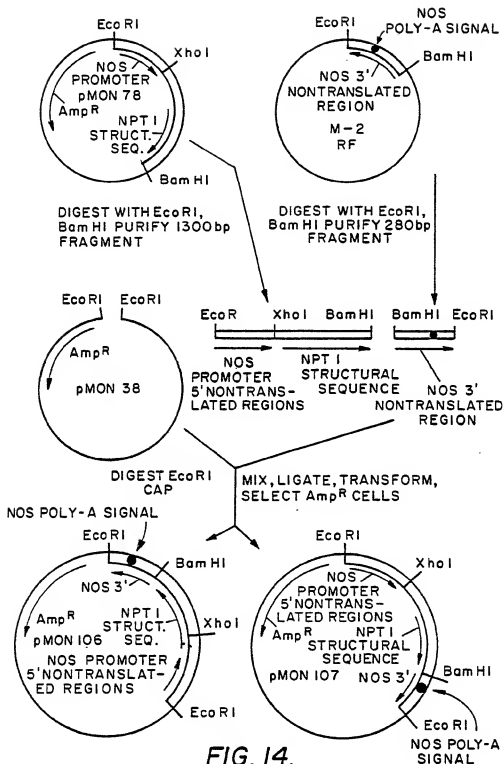 EcoRI
XhoI
NOS
PROMOTER
pMON 78
AmpR
NPT I
STRUCT.
SEQ.
BamHI
NOS
POLY-A SIGNAL
EcoRI
BamHI
NOS 3'
NONTRANSLATED
REGION
M-2
RF
DIGEST WITH EcoRI,
BamHI PURIFY 1300bp
FRAGMENT
DIGEST WITH EcoRI,
BamHI PURIFY 280bp
FRAGMENT
EcoRI EcoRI
AmpR
pMON 38
EcoR XhoI BamHI
NOS
PROMOTER
5'NONTRANS-
LATED REGIONS
NPT I
STRUCTURAL
SEQUENCE
BamHI EcoRI
NOS 3'
NONTRANSLATED
REGION
DIGEST EcoRI
CAP
MIX, LIGATE, TRANSFORM,
SELECT AmpR CELLS
NOS POLY-A SIGNAL
EcoRI
BamHI
NOS 3'
AmpR
pMON 106
NPT I
STRUCT.
SEQ.
XhoI
NOS PROMOTER
5'NONTRANSLAT-
ED REGIONS
EcoRI
EcoRI
XhoI
NOS
PROMOTER
5'NONTRANS-
LATED REGIONS
AmpR
NPT I
STRUCTURAL
SEQUENCE
pMON 107
NOS 3'
BamHI
EcoRI
NOS POLY-A
SIGNAL
FIG. 14.